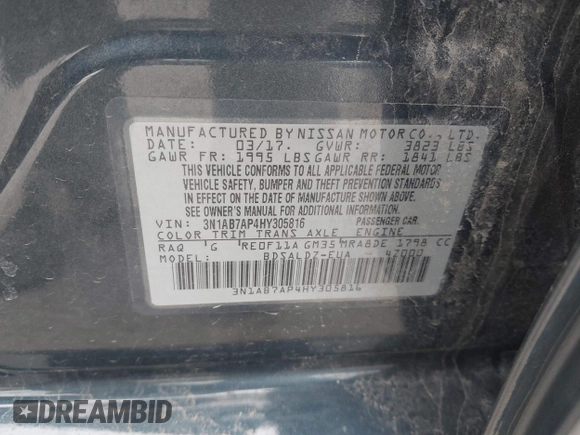 MANUFACTURED BY NISSAN MOTOR CO., LTD.
DATE: 03/17. GVWR: 3823 LBS
GAWR FR: 1995 LBS GAWR RR: 1841 LBS
THIS VEHICLE CONFORMS TO ALL APPLICABLE FEDERAL MOTOR
VEHICLE SAFETY, BUMPER AND THEFT PREVENTION STANDARDS
IN EFFECT ON THE DATE OF MANUFACTURE SHOWN ABOVE.
SEE OWNER'S MANUAL FOR ADDITIONAL INFORMATION.
VIN: 3N1AB7AP4HY305816 PASSENGER CAR.
COLOR TRIM TRANS AXLE ENGINE
RAQ 'G 'RE0F11A GM35 MRA8DE 1798 CC
BDSALDZ-EUA - 42000
3N1AB7AP4HY305816
DREAMBID